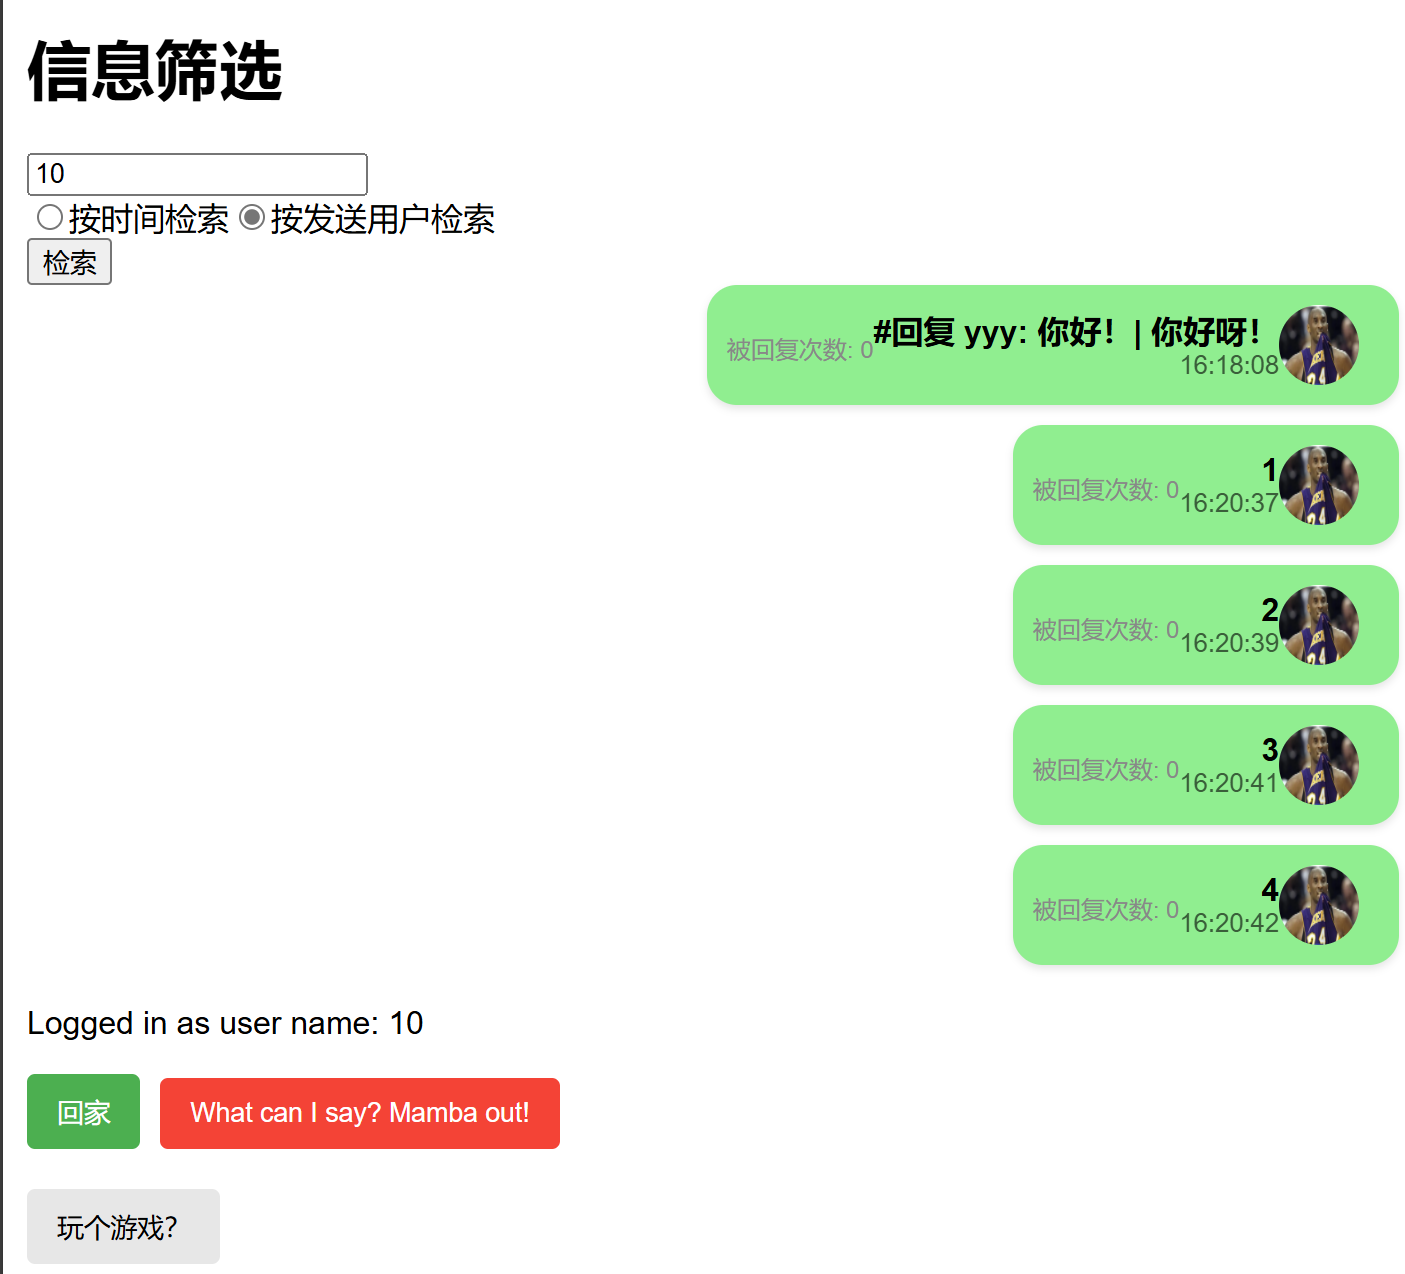 信息筛选
10
按时间检索 按发送用户检索
检索
被回复次数: 0 #回复 yyy: 你好！| 你好呀！
16:18:08
被回复次数: 0 1
16:20:37
被回复次数: 0 2
16:20:39
被回复次数: 0 3
16:20:41
被回复次数: 0 4
16:20:42
Logged in as user name: 10
回家 What can I say? Mamba out!
玩个游戏?